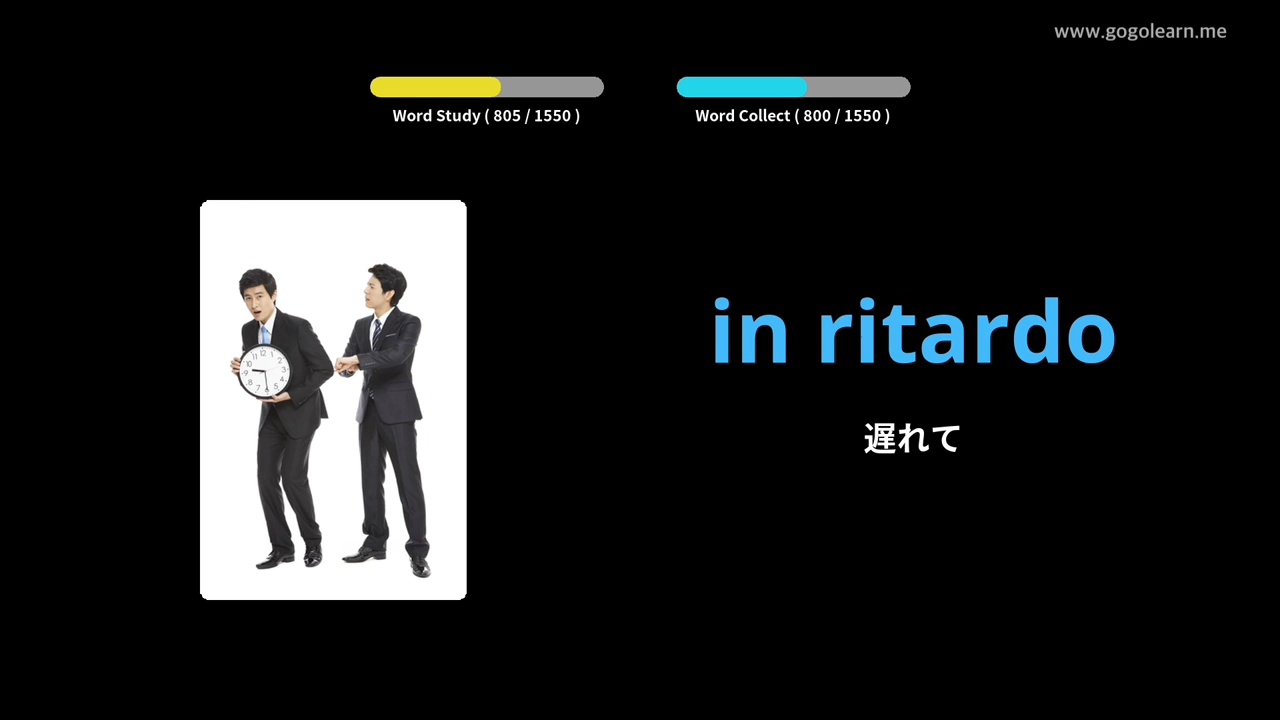 www.gogolearn.me
Word Study ( 805 / 1550 )
Word Collect ( 800 / 1550 )
in ritardo
遅れて